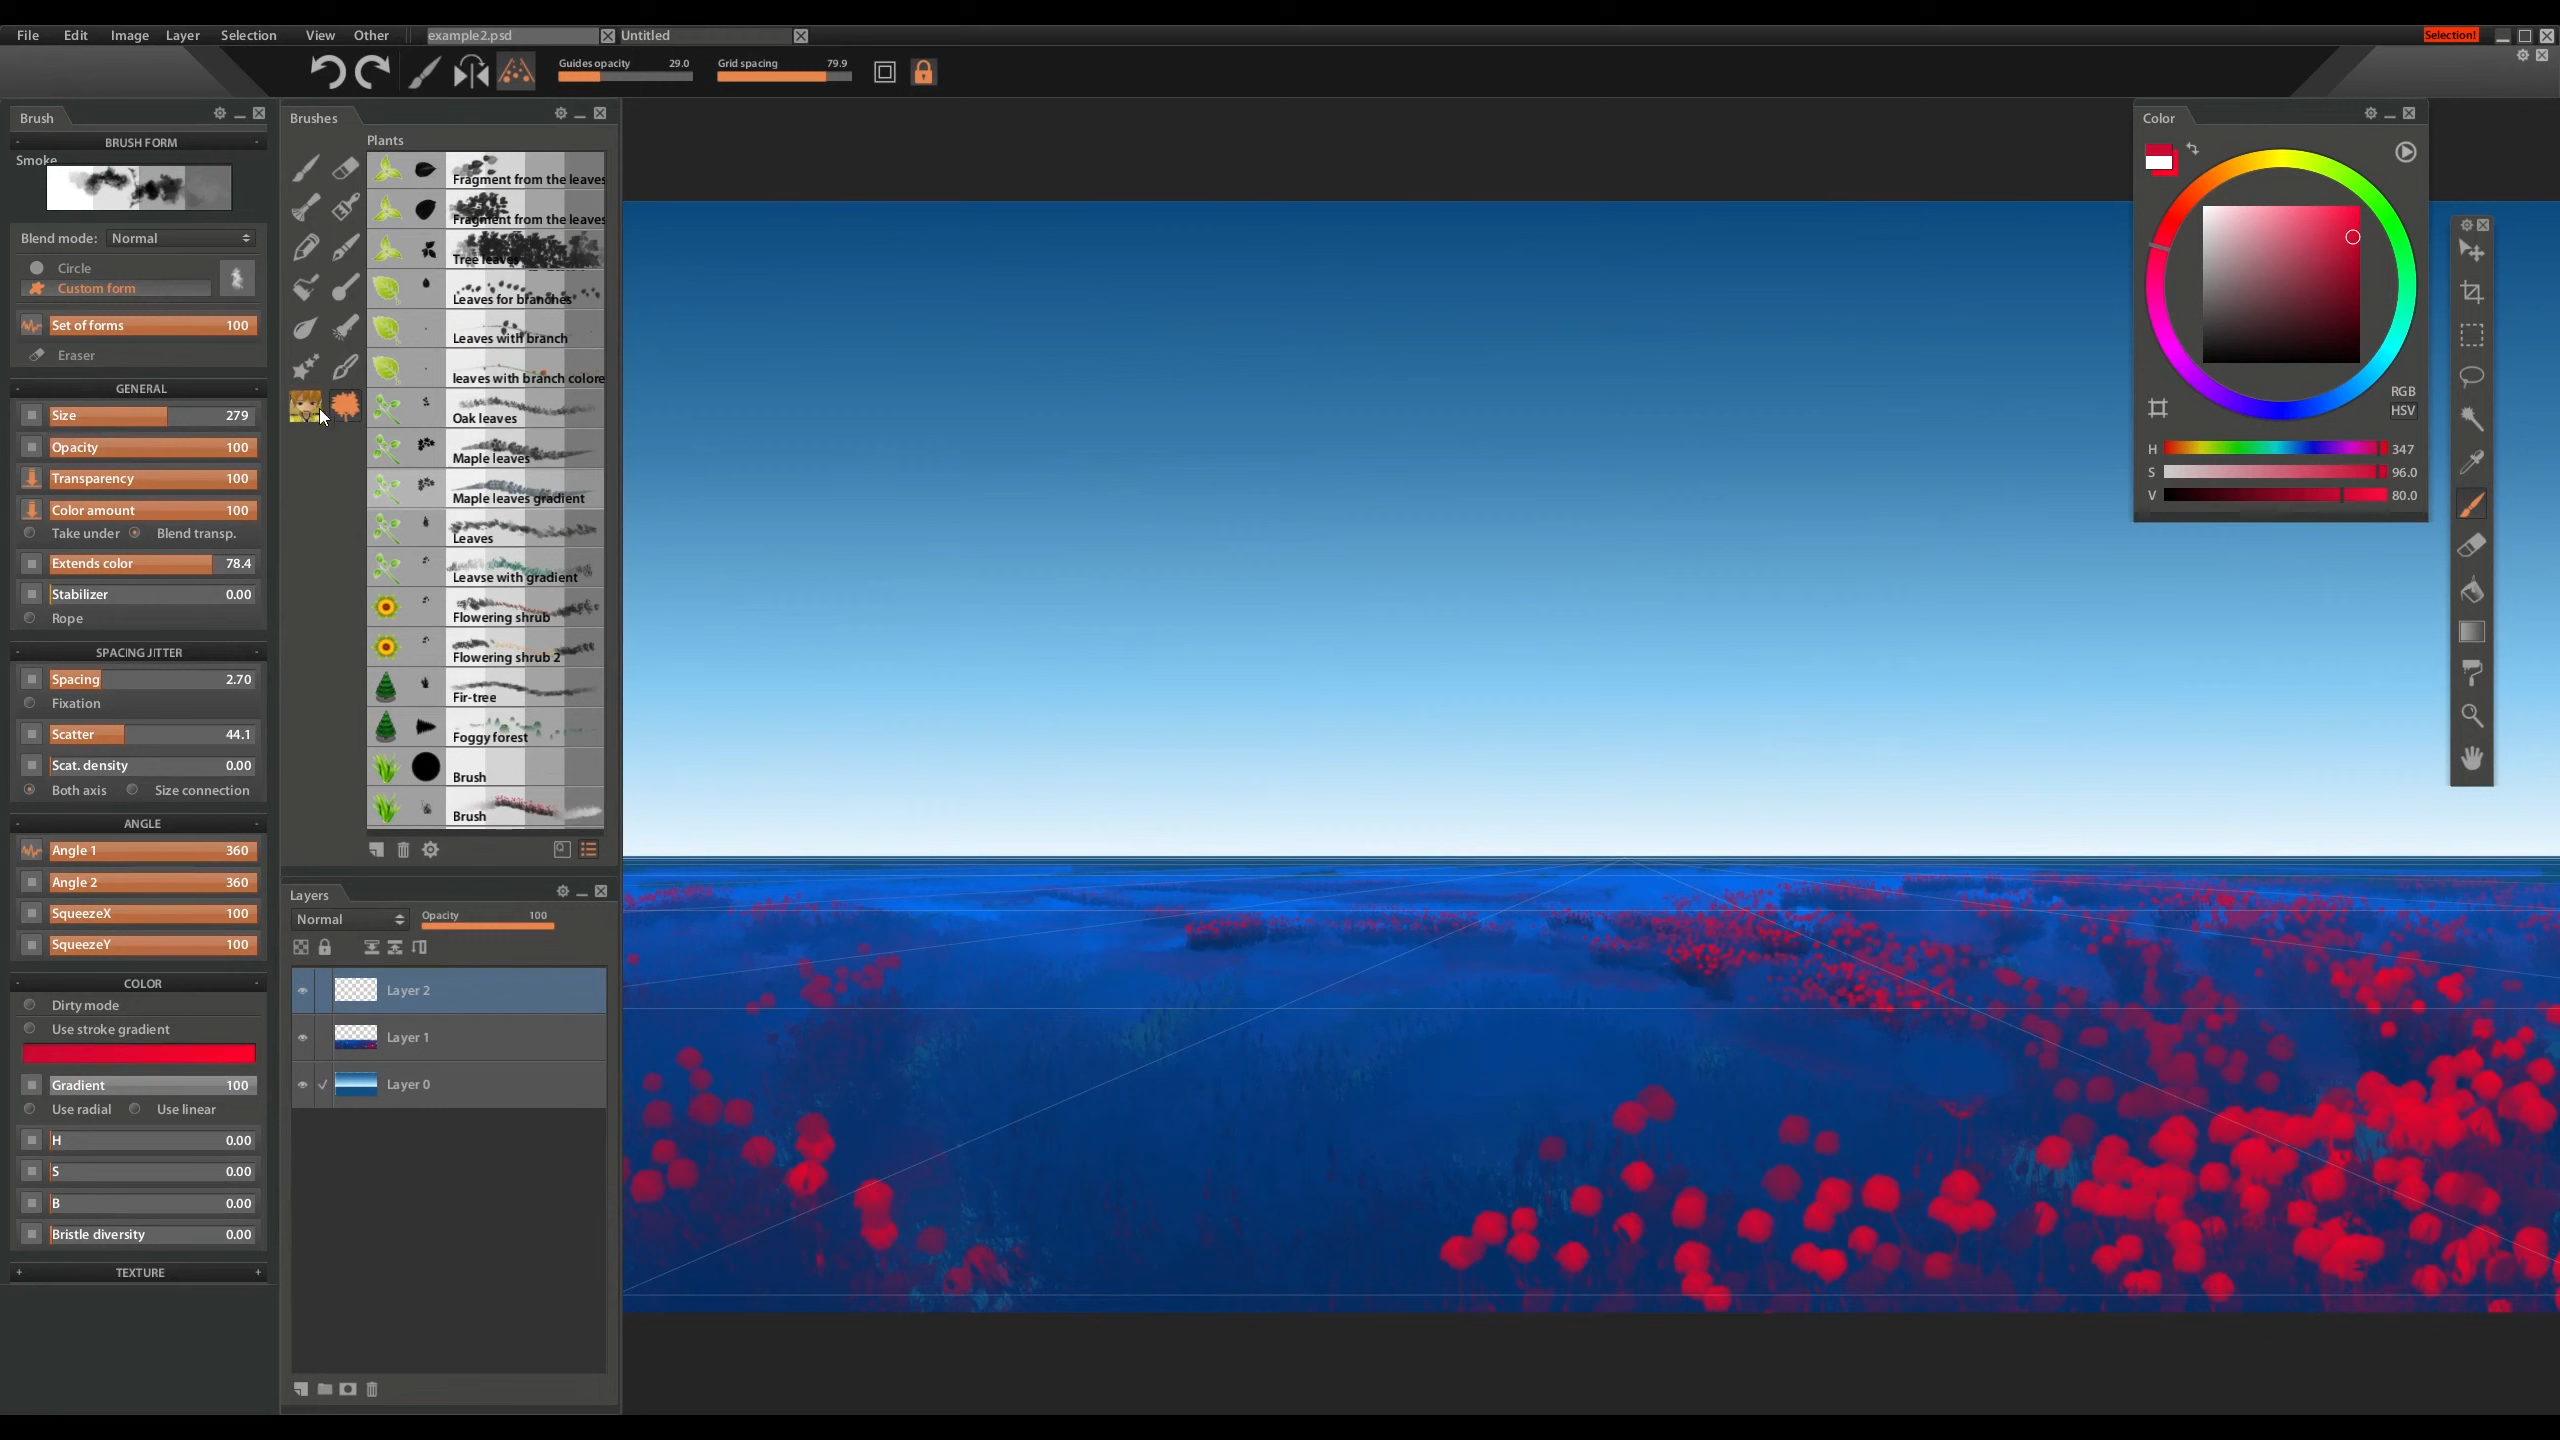 File Edit Image Layer Selection View Other example2.psd Untitled Selection!
Guides opacity 29.0 Grid spacing 79.9
Brush
BRUSH FORM
Smoke
Blend mode: Normal
Circle
Custom form
Set of forms 100
Eraser
GENERAL
Size 279
Opacity 100
Transparency 100
Color amount 100
Take under Blend transp.
Extends color 78.4
Stabilizer 0.00
Rope
SPACING JITTER
Spacing 2.70
Fixation
Scatter 44.1
Scat. density 0.00
Both axis Size connection
ANGLE
Angle 1 360
Angle 2 360
SqueezeX 100
SqueezeY 100
COLOR
Dirty mode
Use stroke gradient
Gradient 100
Use radial Use linear
H 0.00
S 0.00
B 0.00
Bristle diversity 0.00
TEXTURE
Brushes
Plants
Fragment from the leaves
Fragment from the leaves
Tree leaves
Leaves for branches
Leaves with branch
leaves with branch colore
Oak leaves
Maple leaves
Maple leaves gradient
Leaves
Leavse with gradient
Flowering shrub
Flowering shrub 2
Fir-tree
Foggy forest
Brush
Brush
Layers
Normal Opacity 100
Layer 2
Layer 1
Layer 0
Color
RGB
HSV
H 347
S 96.0
V 80.0